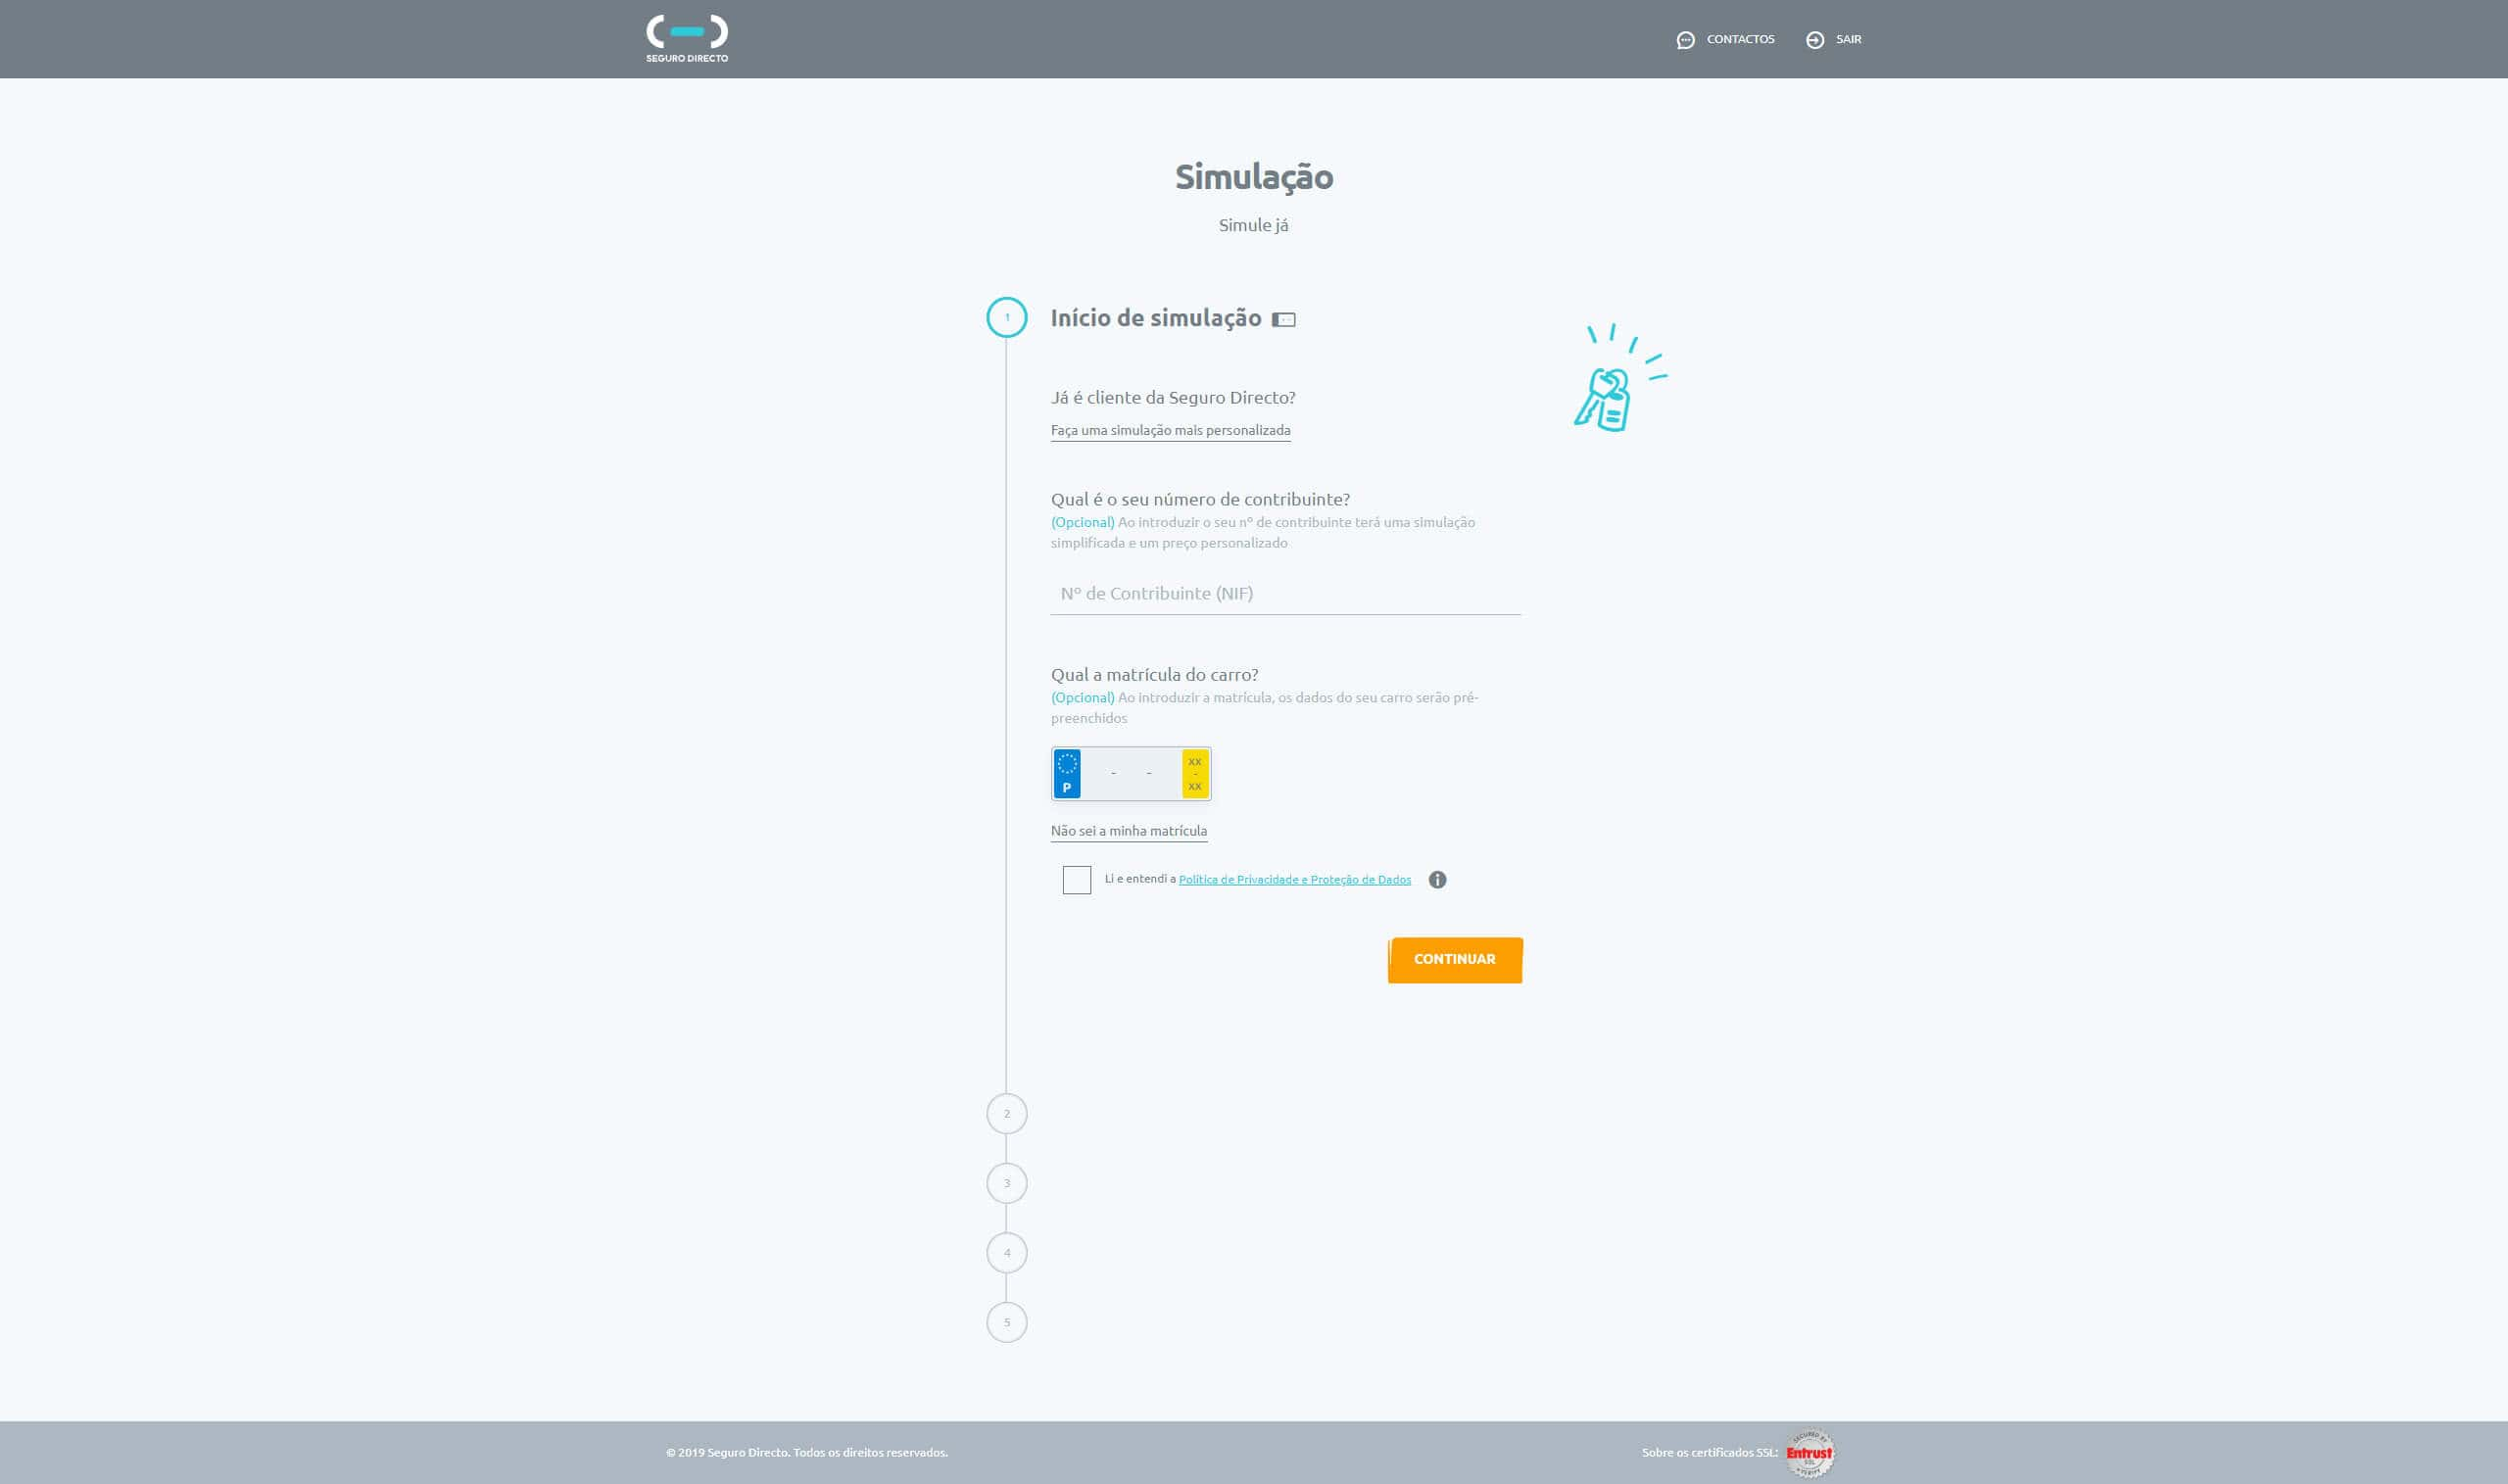 SEGURO DIRECTO
CONTACTOS
SAIR
Simulação
Simule já
1
Início de simulação
Já é cliente da Seguro Directo?
Faça uma simulação mais personalizada
Qual é o seu número de contribuinte?
(Opcional) Ao introduzir o seu nº de contribuinte terá uma simulação
simplificada e um preço personalizado
Nº de Contribuinte (NIF)
Qual a matrícula do carro?
(Opcional) Ao introduzir a matrícula, os dados do seu carro serão pré-
preenchidos
P
- -
XX
-
XX
Não sei a minha matrícula
Li e entendi a Política de Privacidade e Proteção de Dados
CONTINUAR
2
3
4
5
© 2019 Seguro Directo. Todos os direitos reservados.
Sobre os certificados SSL:
SECURED BY
Entrust
SSL